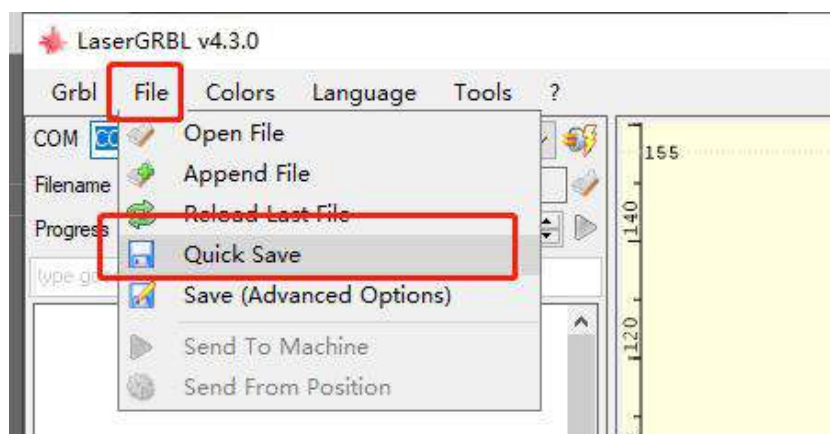 LaserGRBL v4.3.0
Grbl File Colors Language Tools ?
COM
Open File
155
Append File
Filename
Reload Last File
140
Progress
Quick Save
type
Save (Advanced Options)
120
Send To Machine
Send From Position